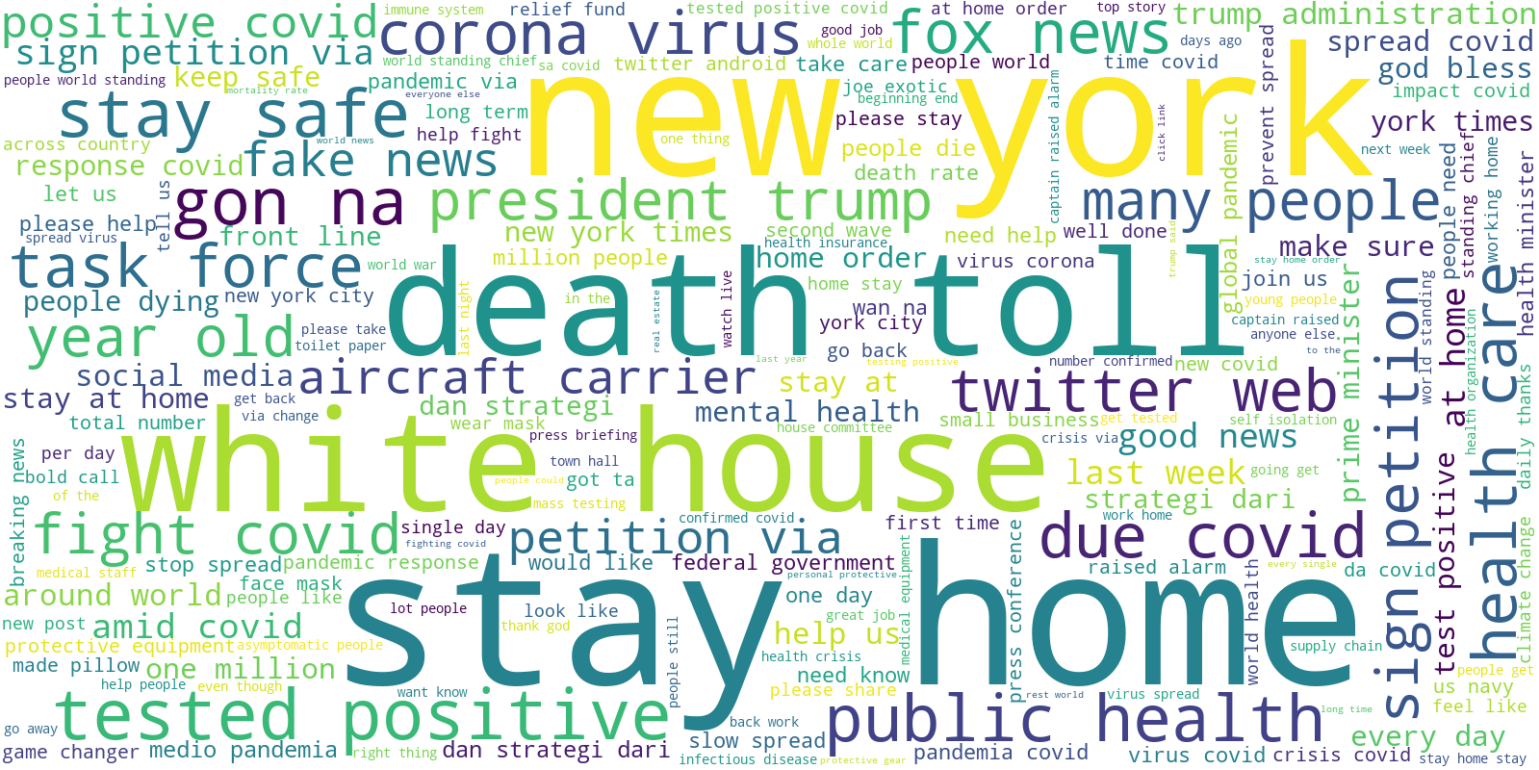 positive covid
immune system
relief fund
tested positive covid
at home order
top story
trump administration
corona virus
good job
fox news
sign petition via
whole world
days ago
spread covid
people world standing
keep safe
world standing chief
sa covid
twitter android
take care
people world
time covid
god bless
mortality rate
pandemic via
everyone else
joe exotic
impact covid
stay safe
new york
long term
beginning end
captain raised alarm
click link
prevent spread
help fight
please stay
york times
across country
world news
one thing
people die
next week
response covid
fake news
death rate
global pandemic
let us
tell us
gon na
president trump
many people
health minister
please help
front line
new york times
second wave
need help
well done
trump said
spread virus
health insurance
make sure
people need
standing chief
working home
task force
world war
million people
home order
virus corona
stay home order
death toll
home stay
join us
people dying
new york city
last night
in the
watch live
wan na
young people
year old
please take
real estate
york city
captain raised
toilet paper
go back
anyone else
last year
testing positive
number confirmed
new covid
to the
prime minister
social media
aircraft carrier
stay at
twitter web
sign petition
world standing
test positive
at home
health organization
health care
stay at home
get back
dan strategi
mental health
via change
wear mask
small business
get tested
self isolation
total number
white house
press briefing
house committee
crisis via
good news
daily thanks
breaking news
per day
town hall
last week
going get
bold call
people could
got ta
of the
mass testing
strategi dari
fight covid
single day
petition via
confirmed covid
first time
work home
due covid
fighting covid
stop spread
pandemic response
would like
federal government
press conference
raised alarm
every single
da covid
medical staff
personal protective
medical equipment
face mask
around world
people like
stay home
one day
world health
climate change
new post
amid covid
lot people
look like
great job
thank god
help us
protective equipment
asymptomatic people
people still
supply chain
made pillow
one million
health crisis
need know
people get
help people
even though
want know
please share
rest world
virus spread
us navy
tested positive
public health
long time
feel like
go away
back work
every day
game changer
medio pandemia
right thing
dan strategi dari
slow spread
infectious disease
protective gear
pandemia covid
virus covid
crisis covid
stay home stay